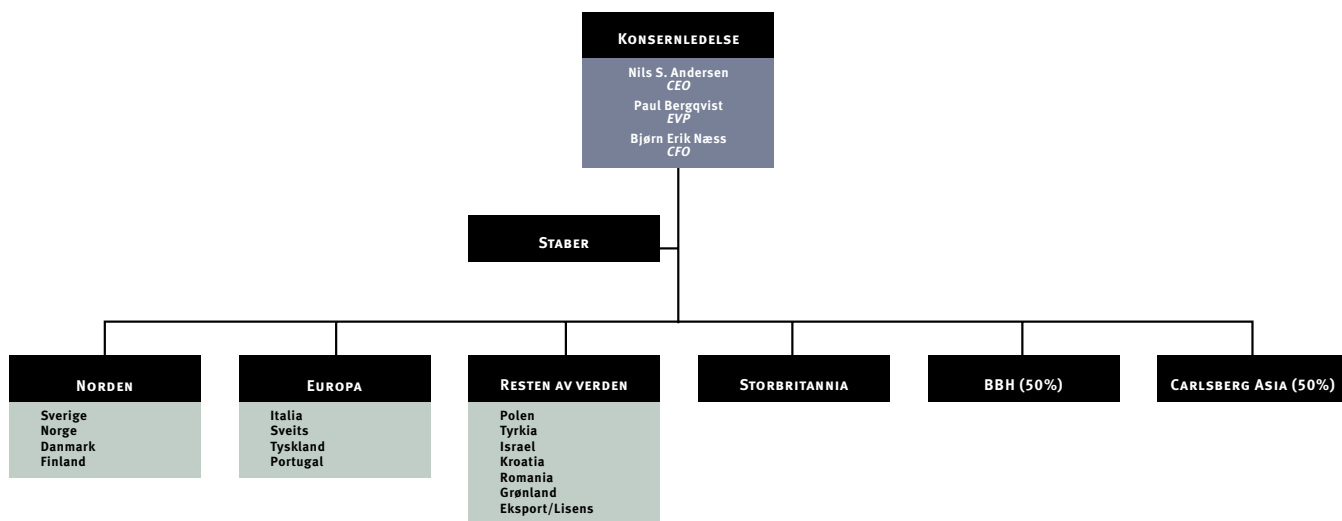 Konsernledelse
Nils S. Andersen
CEO
Paul Bergqvist
EVP
Bjørn Erik Næss
CFO
Staber
Norden
Sverige
Norge
Danmark
Finland
Europa
Italia
Sveits
Tyskland
Portugal
Resten av verden
Polen
Tyrkia
Israel
Kroatia
Romania
Grønland
Eksport/Lisens
Storbritannia
BBH (50%)
Carlsberg Asia (50%)